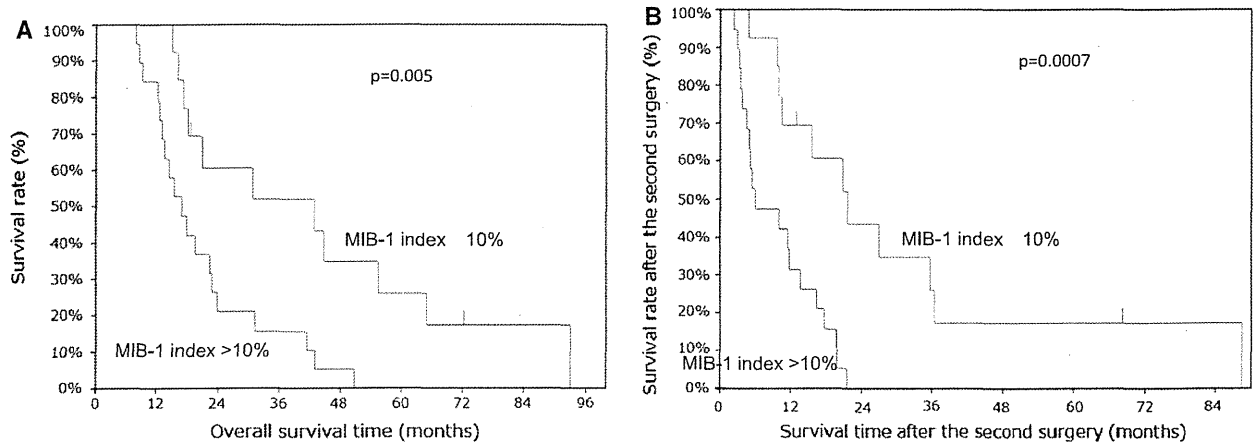 A
100%
90%
80%
70%
60%
50%
40%
30%
20%
10%
0%
Survival rate (%)
p=0.005
MIB-1 index 10%
MIB-1 index >10%
0 12 24 36 48 60 72 84 96
Overall survival time (months)
B
100%
90%
80%
70%
60%
50%
40%
30%
20%
10%
0%
Survival rate after the second surgery (%)
p=0.0007
MIB-1 index 10%
MIB-1 index >10%
0 12 24 36 48 60 72 84
Survival time after the second surgery (months)